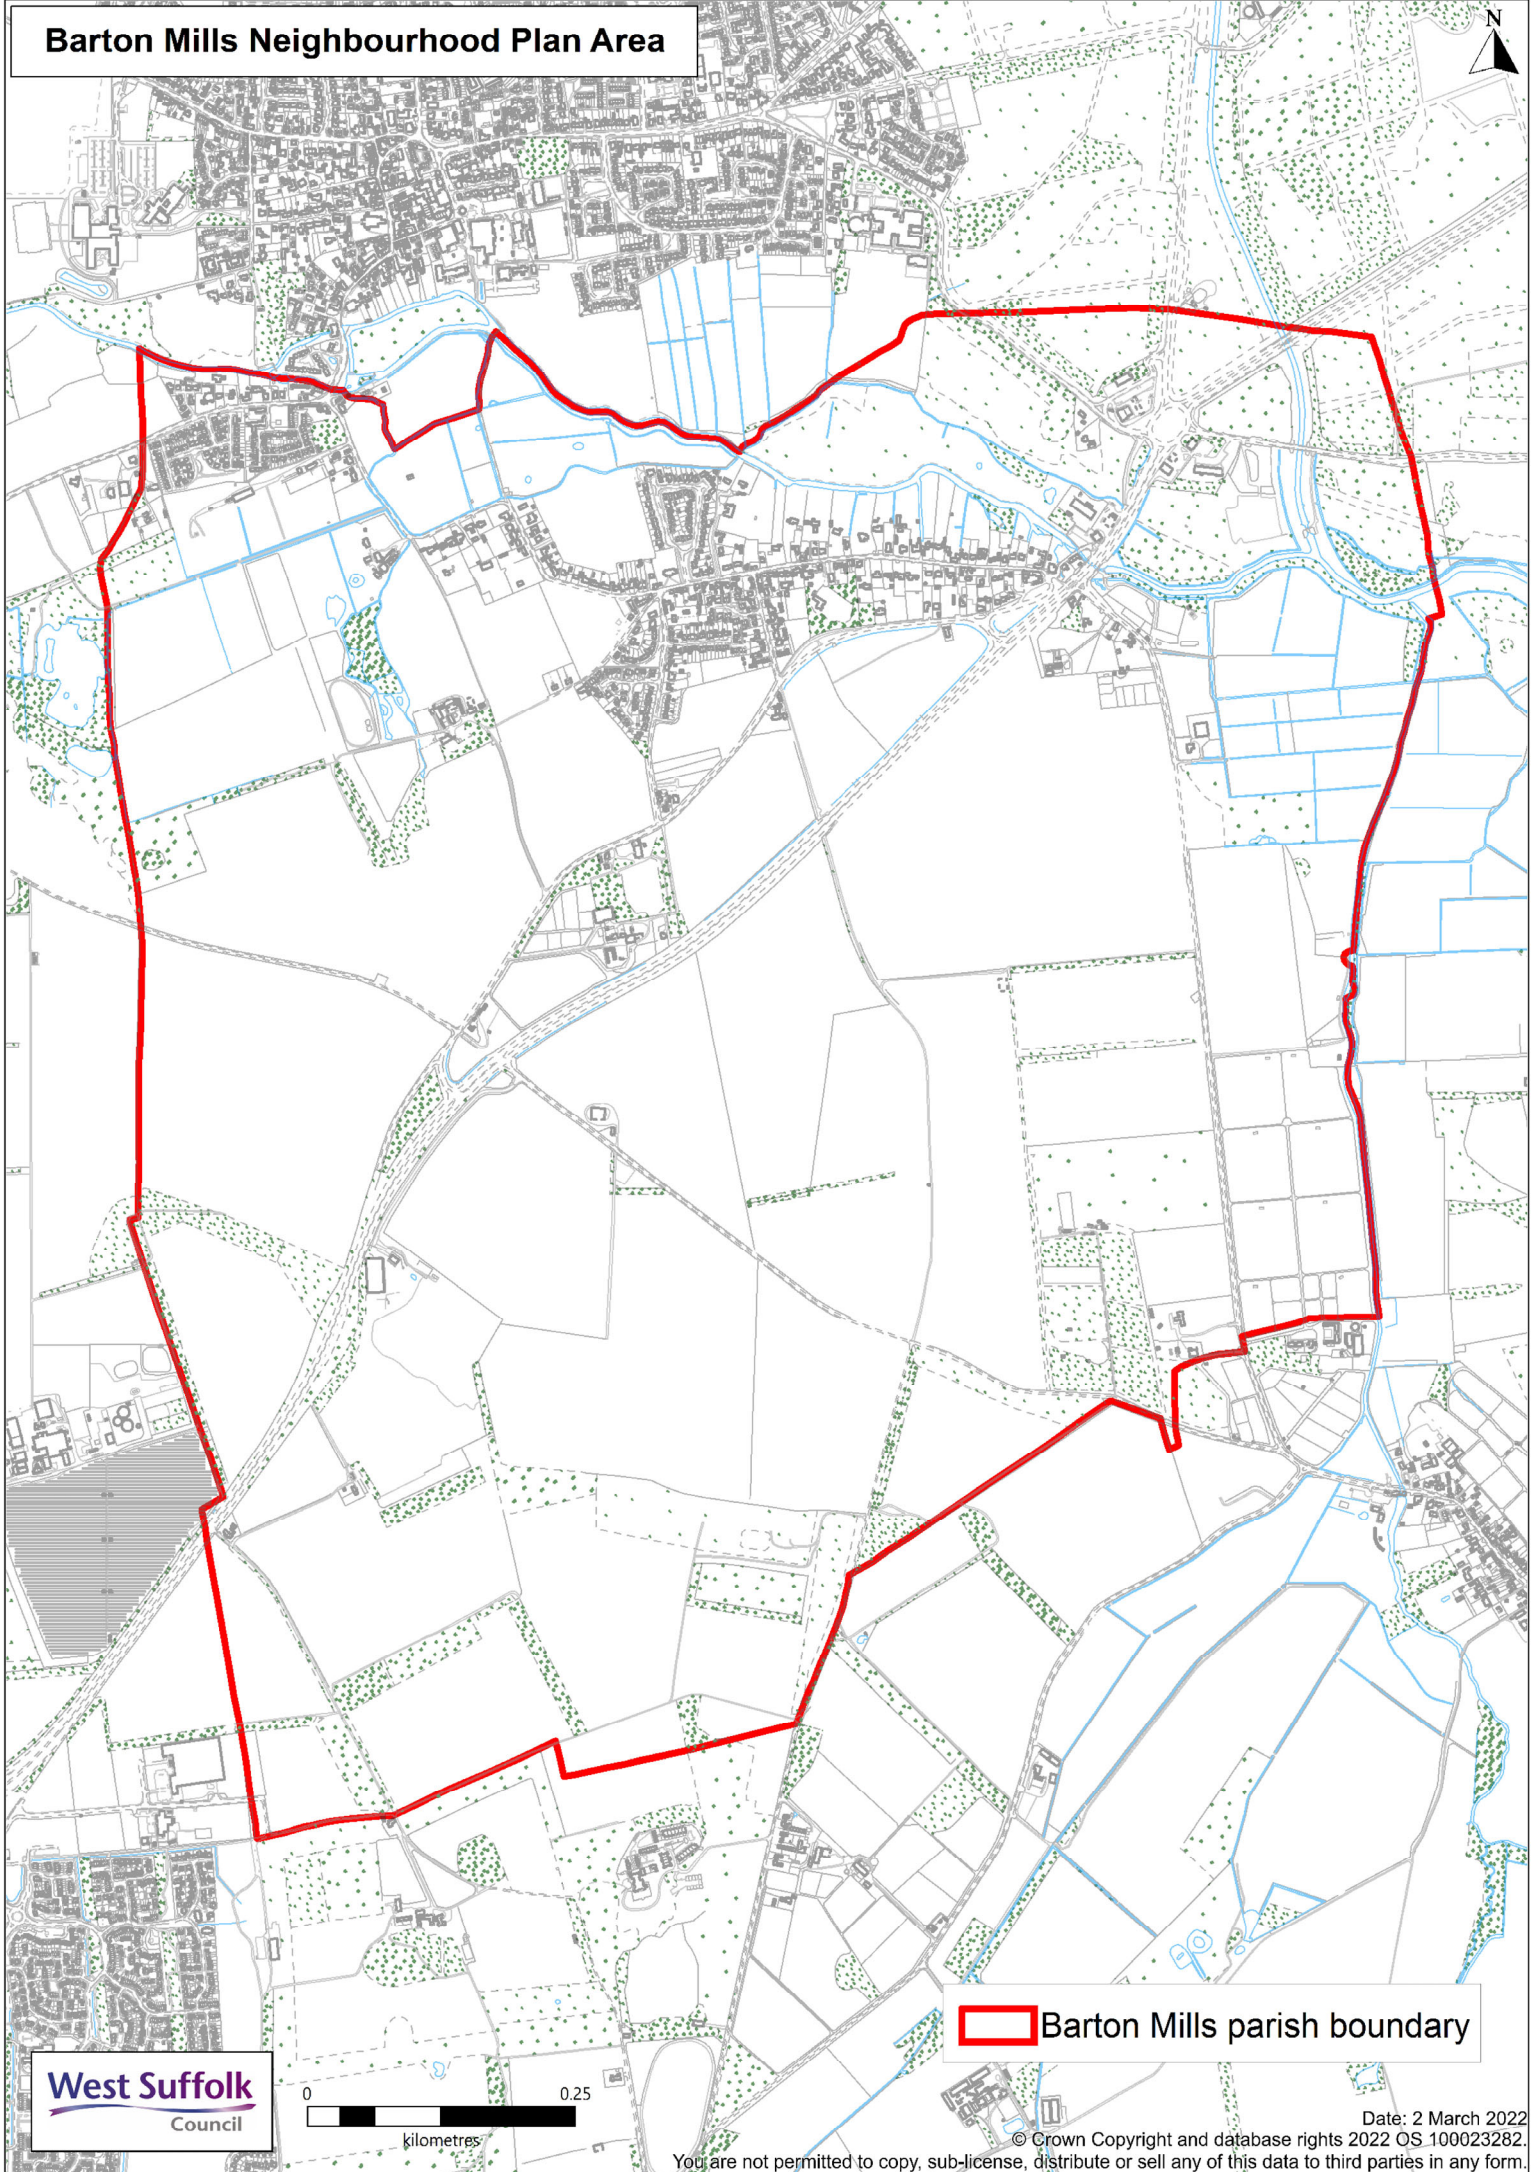 Barton Mills Neighbourhood Plan Area
N
Barton Mills parish boundary
West Suffolk
Council
0 0.25
kilometres
Date: 2 March 2022
© Crown Copyright and database rights 2022 OS 100023282.
You are not permitted to copy, sub-license, distribute or sell any of this data to third parties in any form.